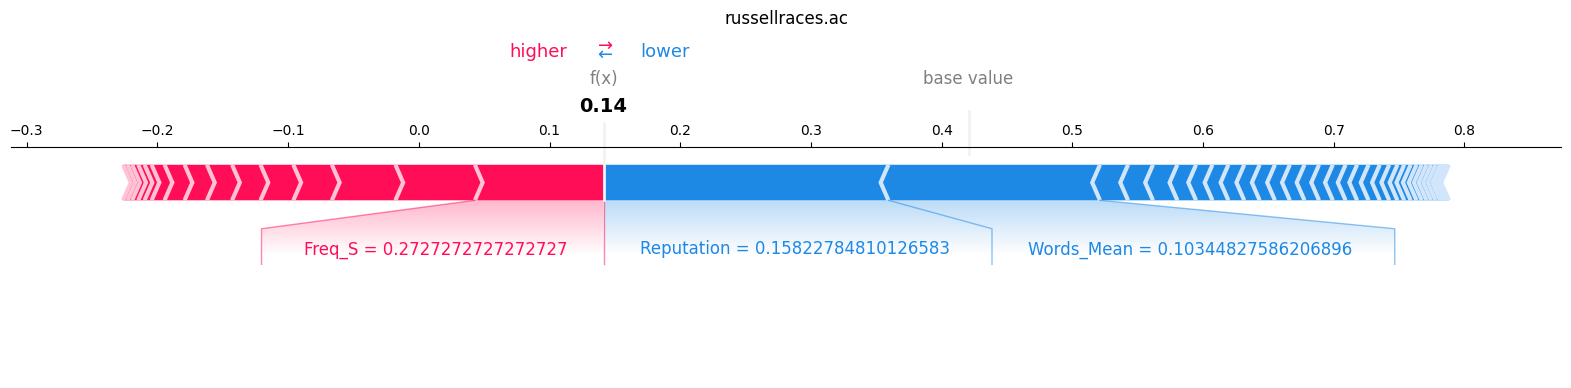 russellraces.ac
higher ⇄ lower
f(x) base value
0.14
−0.3 −0.2 −0.1 0.0 0.1 0.2 0.3 0.4 0.5 0.6 0.7 0.8
Freq_S = 0.2727272727272727 Reputation = 0.15822784810126583 Words_Mean = 0.10344827586206896